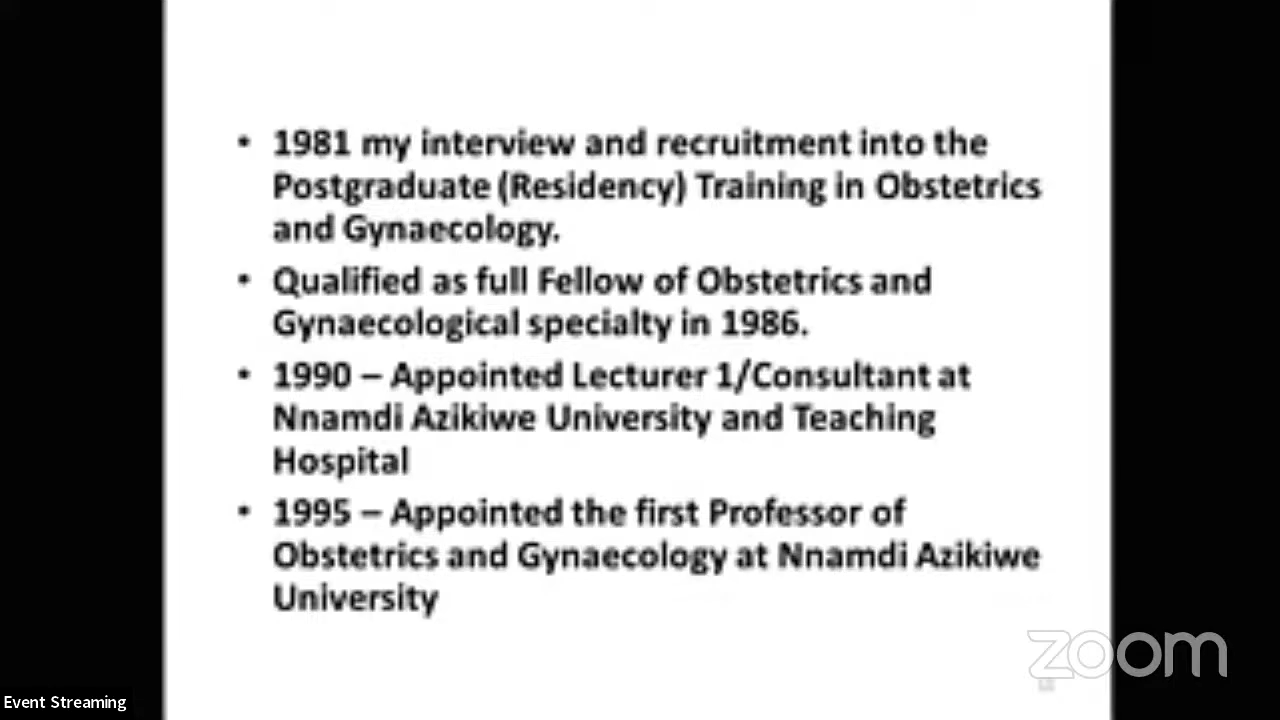 • 1981 my interview and recruitment into the
Postgraduate (Residency) Training in Obstetrics
and Gynaecology.
• Qualified as full Fellow of Obstetrics and
Gynaecological specialty in 1986.
• 1990 – Appointed Lecturer 1/Consultant at
Nnamdi Azikiwe University and Teaching
Hospital
• 1995 – Appointed the first Professor of
Obstetrics and Gynaecology at Nnamdi Azikiwe
University
zoom
Event Streaming